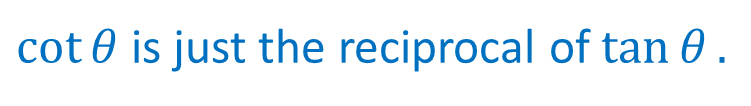 cot θ is just the reciprocal of tan θ .